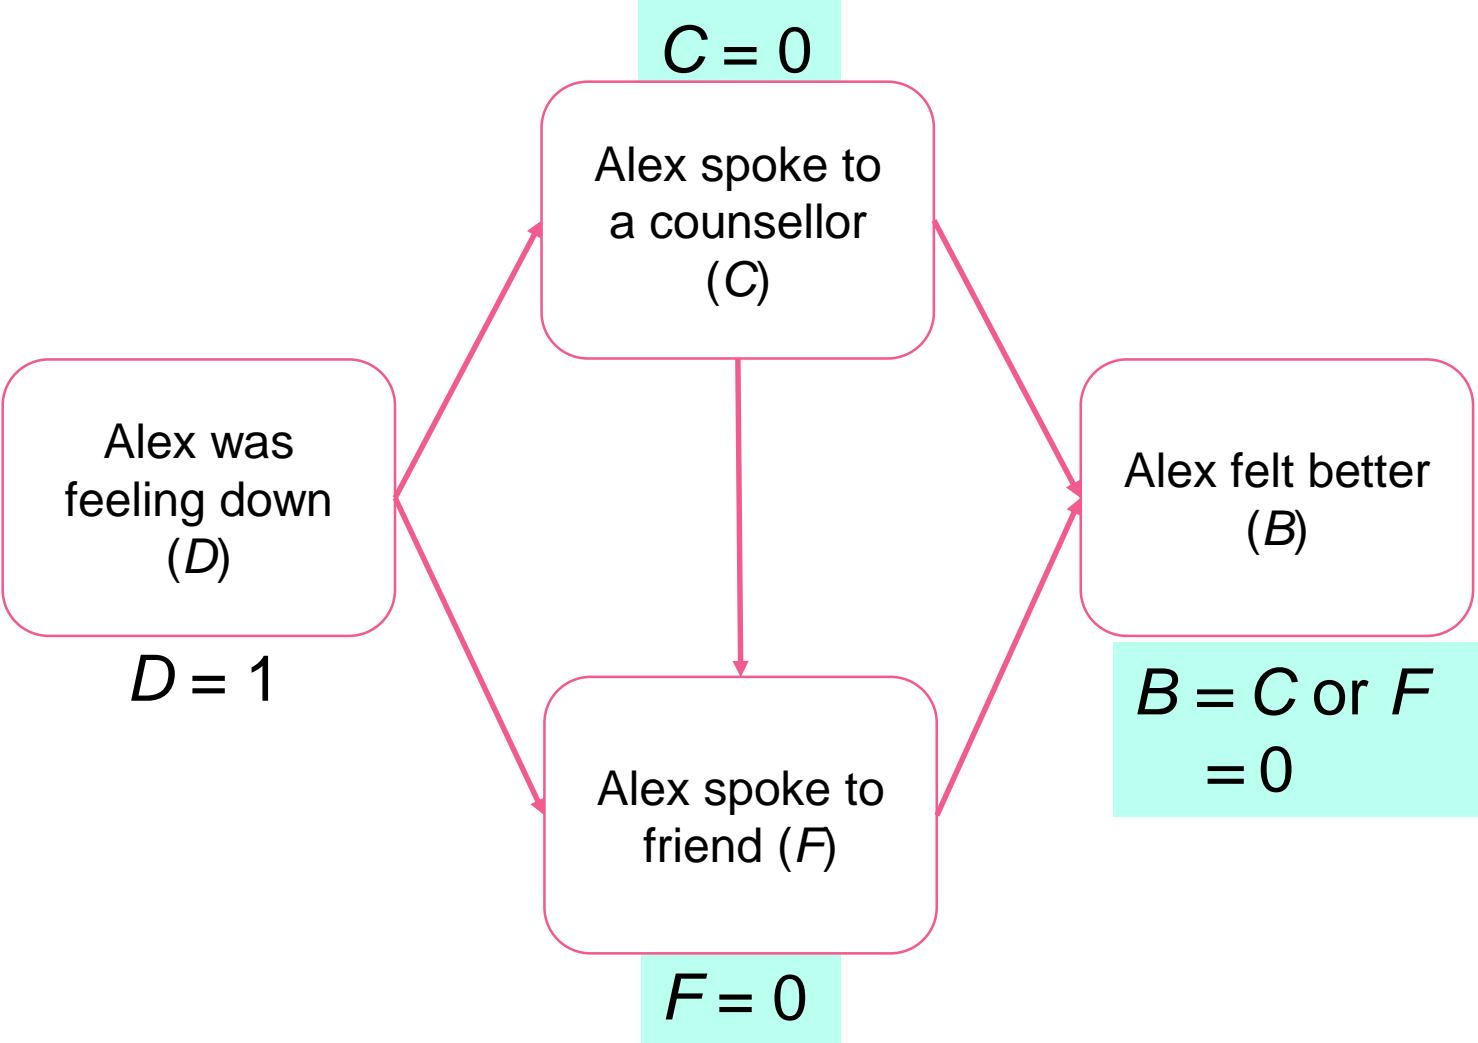 C = 0
Alex spoke to
a counsellor
(C)
Alex was
feeling down
(D)
D = 1
Alex felt better
(B)
B = C or F
= 0
Alex spoke to
friend (F)
F = 0